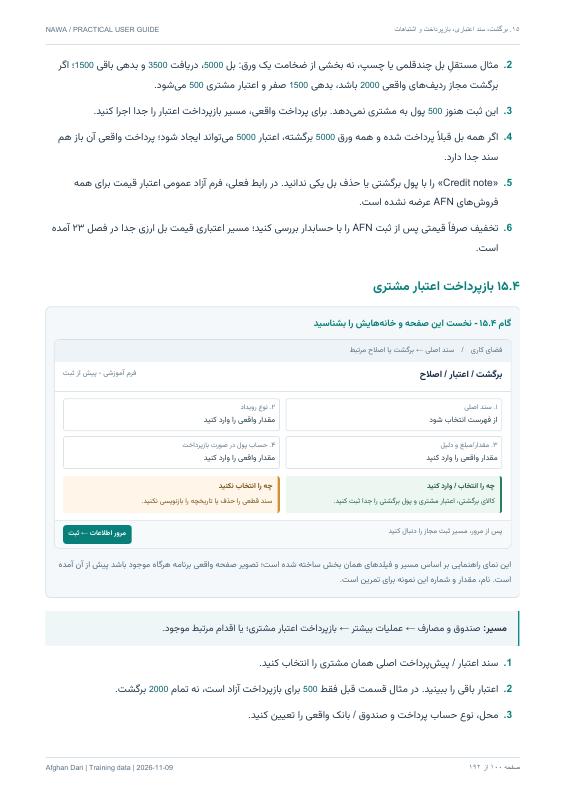 ۱۵. برگشت، سند اعتباری، بازپرداخت و اشتباهات
NAWA / PRACTICAL USER GUIDE
2. مثال مستقلِ بل چندقلمی یا چسپ، نه بخشی از ضخامت یک ورق: بل 5000، دریافت 3500 و بدهی باقی 1500؛ اگر
برگشت مجاز ردیف‌های واقعی 2000 باشد، بدهی 1500 صفر و اعتبار مشتری 500 می‌شود.
3. این ثبت هنوز 500 پول به مشتری نمی‌دهد. برای پرداخت واقعی، مسیر بازپرداخت اعتبار را جدا اجرا کنید.
4. اگر همه بل قبلاً پرداخت شده و همه ورق 5000 برگشته، اعتبار 5000 می‌تواند ایجاد شود؛ پرداخت واقعی آن باز هم
سند جدا دارد.
5. «Credit note» را با پول برگشتی یا حذف بل یکی ندانید. در رابط فعلی، فرم آزاد عمومی اعتبار قیمت برای همه
فروش‌های AFN عرضه نشده است.
6. تخفیف صرفاً قیمتی پس از ثبت AFN را با حسابدار بررسی کنید؛ مسیر اعتباری قیمت بل ارزی جدا در فصل ۲۳ آمده
است.
۱۵.۴ بازپرداخت اعتبار مشتری
گام ۱۵.۴ - نخست این صفحه و خانه‌هایش را بشناسید
فضای کاری / سند اصلی ← برگشت یا اصلاح مرتبط
برگشت / اعتبار / اصلاح
فرم آموزشی - پیش از ثبت
۱. سند اصلی
از فهرست انتخاب شود
۲. نوع رویداد
مقدار واقعی را وارد کنید
۳. مقدار/مبلغ و دلیل
مقدار واقعی را وارد کنید
۴. حساب پول در صورت بازپرداخت
مقدار واقعی را وارد کنید
چه را انتخاب / وارد کنید
کالای برگشتی، اعتبار مشتری و پول برگشتی را جدا ثبت کنید.
چه را انتخاب نکنید
سند قطعی را حذف یا تاریخچه را بازنویسی نکنید.
پس از مرور، مسیر ثبت مجاز را دنبال کنید
مرور اطلاعات ← ثبت
این نمای راهنمایی بر اساس مسیر و فیلدهای همان بخش ساخته شده است؛ تصویر صفحه واقعی برنامه هرگاه موجود باشد پیش از آن آمده
است. نام، مقدار و شماره این نمونه برای تمرین است.
مسیر: صندوق و مصارف ← عملیات بیشتر ← بازپرداخت اعتبار مشتری؛ یا اقدام مرتبط موجود.
1. سند اعتبار / پیش‌پرداخت اصلی همان مشتری را انتخاب کنید.
2. اعتبار باقی را ببینید. در مثال قسمت قبل فقط 500 برای بازپرداخت آزاد است، نه تمام 2000 برگشت.
3. محل، نوع حساب پرداخت و صندوق / بانک واقعی را تعیین کنید.
صفحه ۱۰۰ از ۱۹۲
Afghan Dari | Training data | 2026-11-09